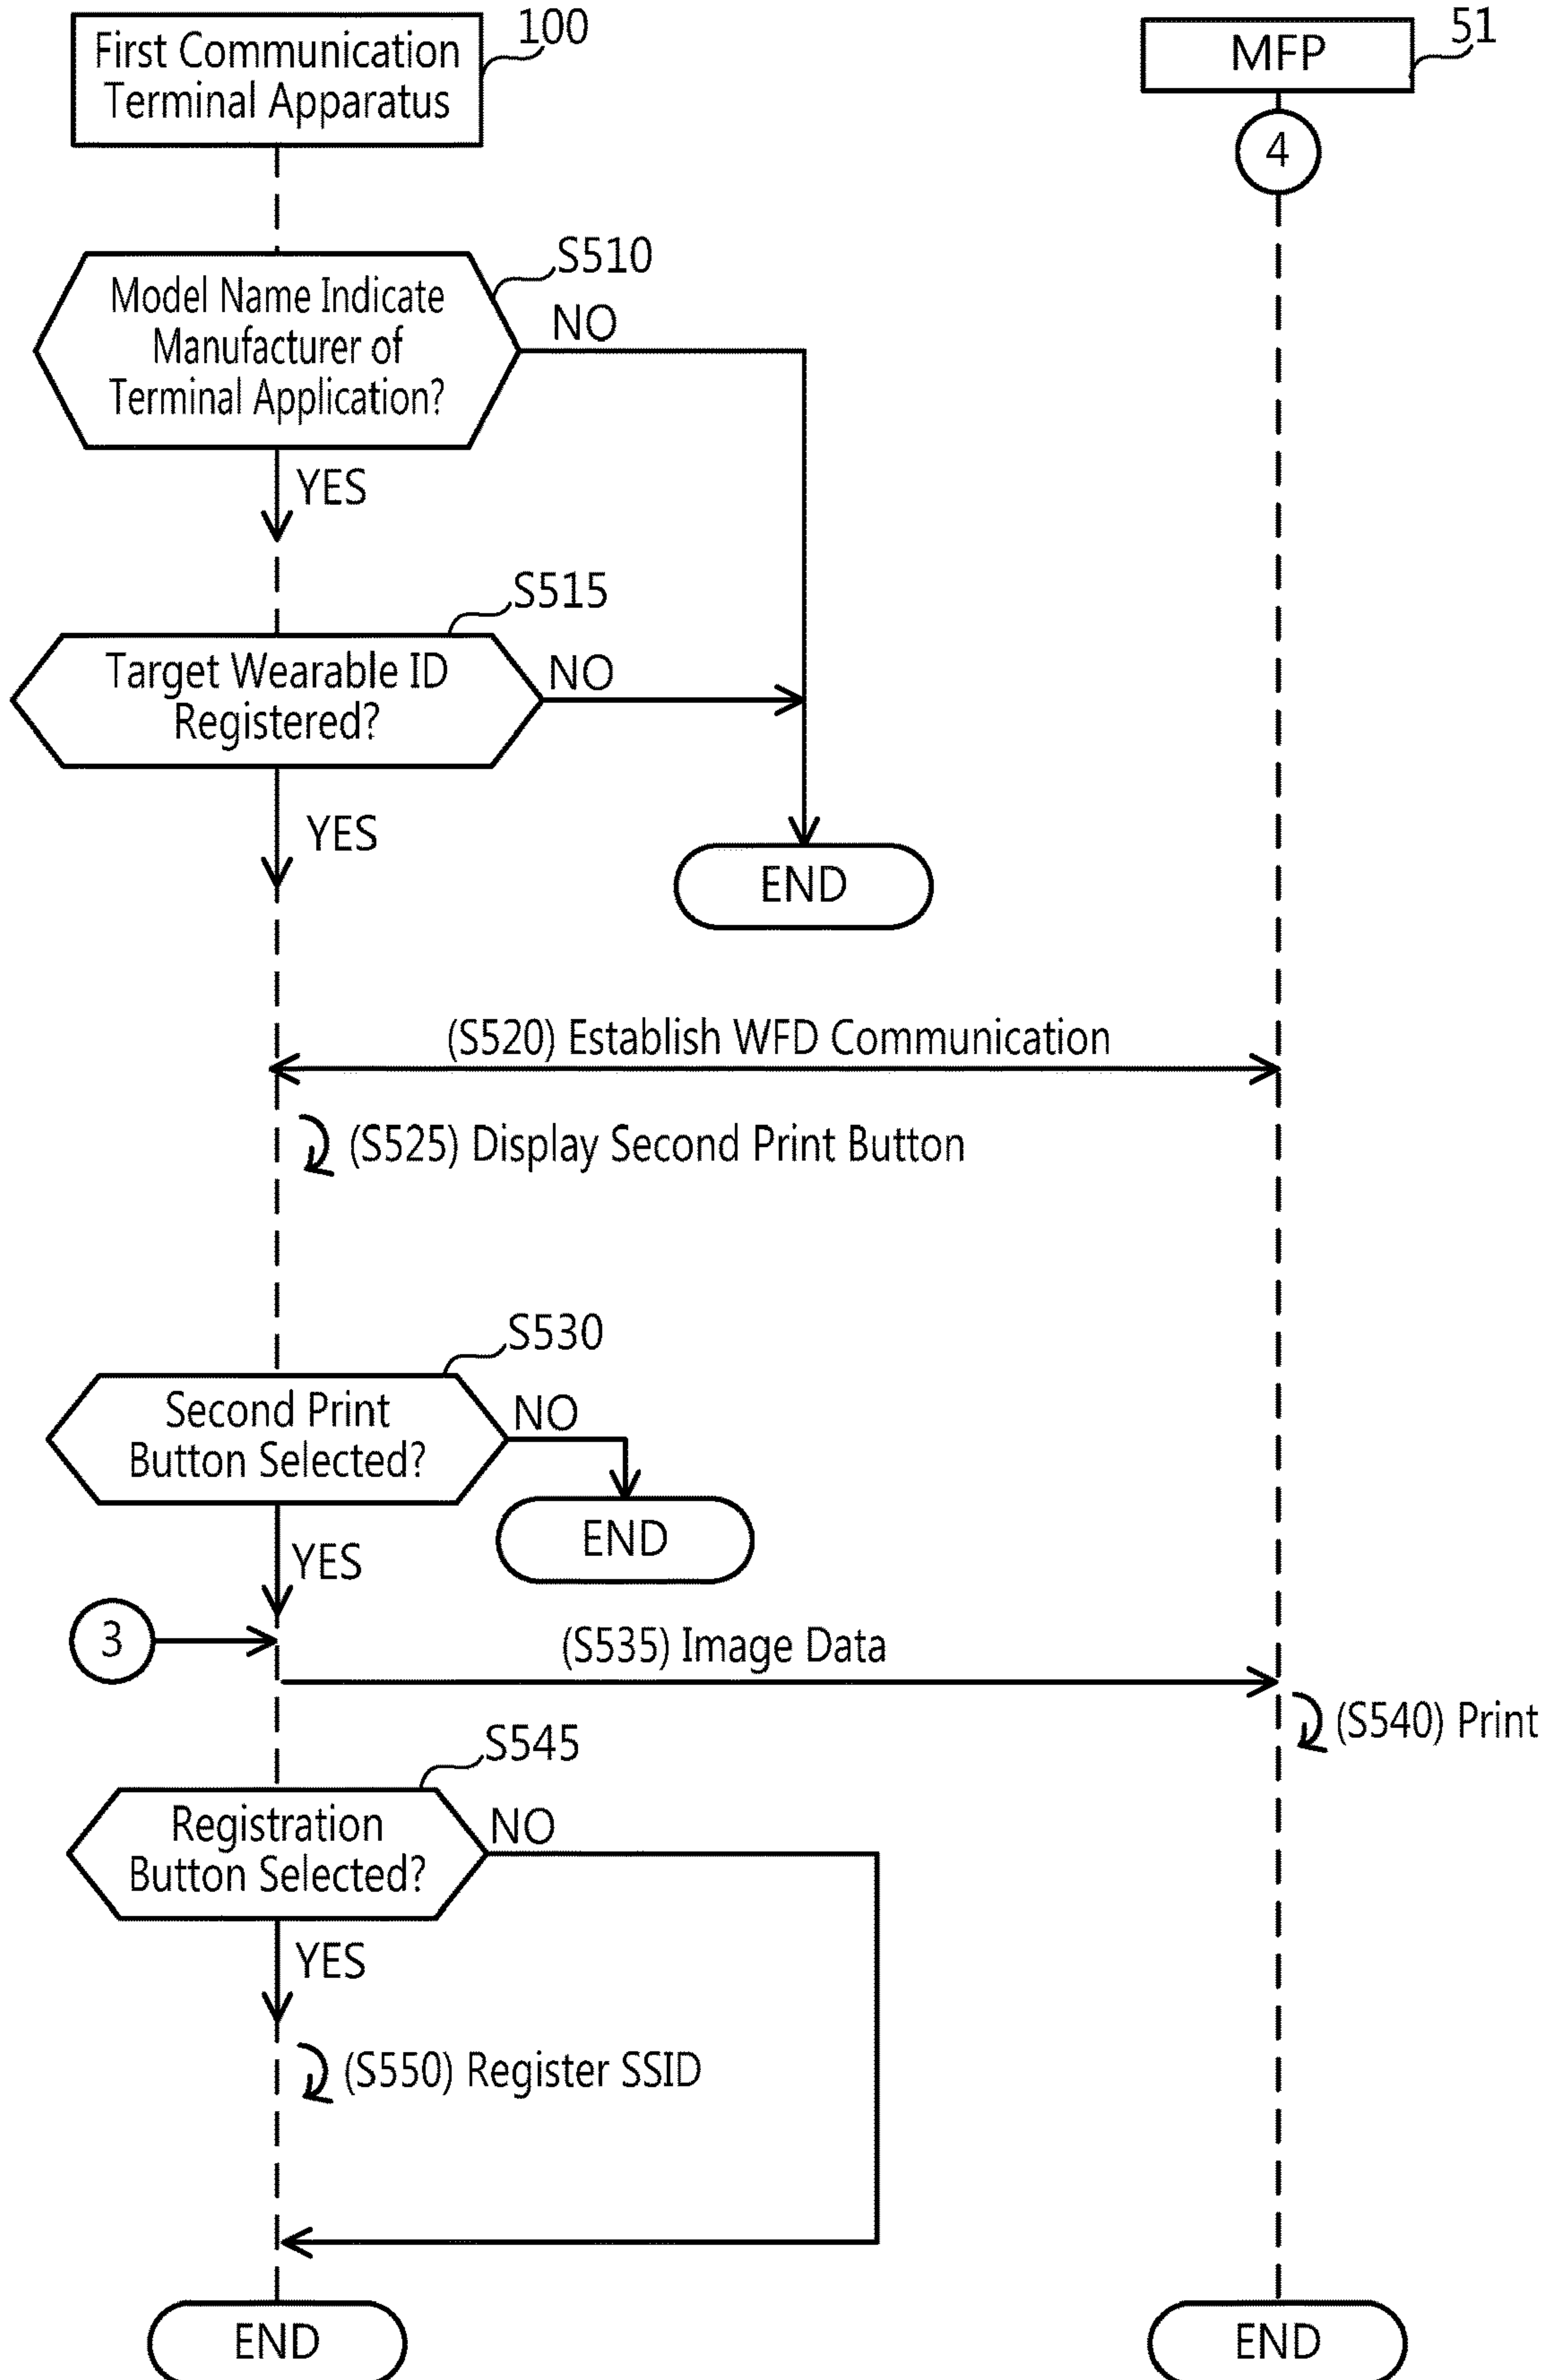 First Communication
Terminal Apparatus
100
MFP
51
4
S510
Model Name Indicate
Manufacturer of
Terminal Application?
NO
YES
S515
Target Wearable ID
Registered?
NO
YES
END
(S520) Establish WFD Communication
(S525) Display Second Print Button
S530
Second Print
Button Selected?
NO
END
YES
3
(S535) Image Data
(S540) Print
S545
Registration
Button Selected?
NO
YES
(S550) Register SSID
END
END